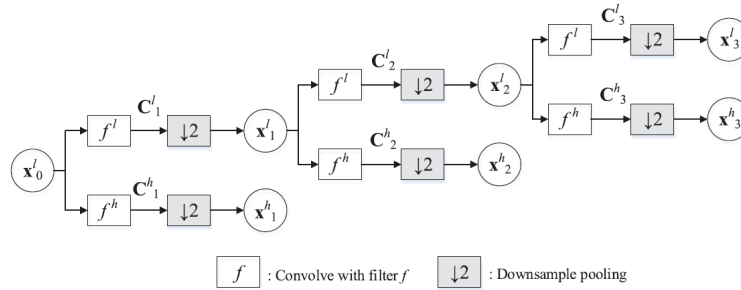 C^l_3
f^l ↓2 x^l_3
C^l_2
f^l ↓2 x^l_2
C^h_3
f^h ↓2 x^h_3
C^l_1
f^l ↓2 x^l_1
C^h_2
f^h ↓2 x^h_2
x^l_0
C^h_1
f^h ↓2 x^h_1
f : Convolve with filter f ↓2 : Downsample pooling